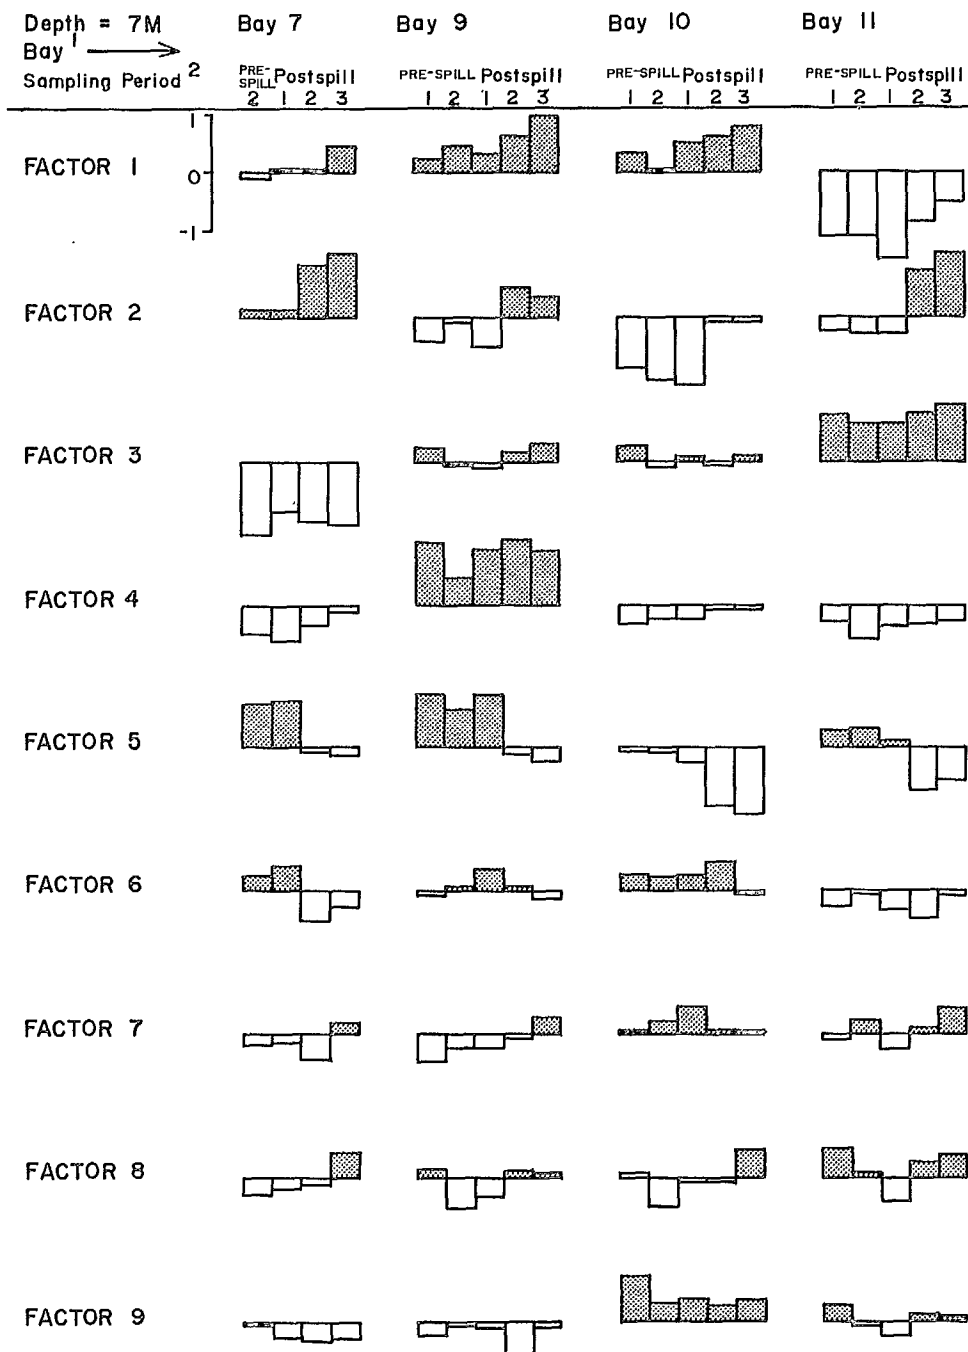 Depth = 7M Bay 7 Bay 9 Bay 10 Bay 11
Bay 1
Sampling Period 2 PRE-SPILL Postspill PRE-SPILL Postspill PRE-SPILL Postspill PRE-SPILL Postspill
2 1 2 3 1 2 1 2 3 1 2 1 2 3 1 2 1 2 3
1
FACTOR 1
0
-1
FACTOR 2
FACTOR 3
FACTOR 4
FACTOR 5
FACTOR 6
FACTOR 7
FACTOR 8
FACTOR 9